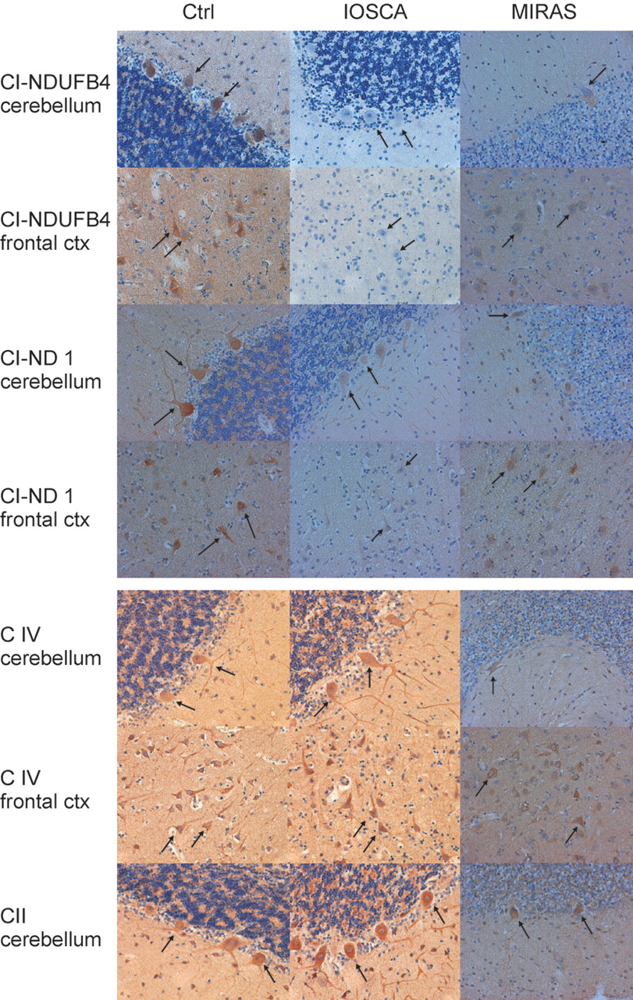 Ctrl IOSCA MIRAS
CI-NDUFB4
cerebellum
CI-NDUFB4
frontal ctx
CI-ND 1
cerebellum
CI-ND 1
frontal ctx
C IV
cerebellum
C IV
frontal ctx
CII
cerebellum